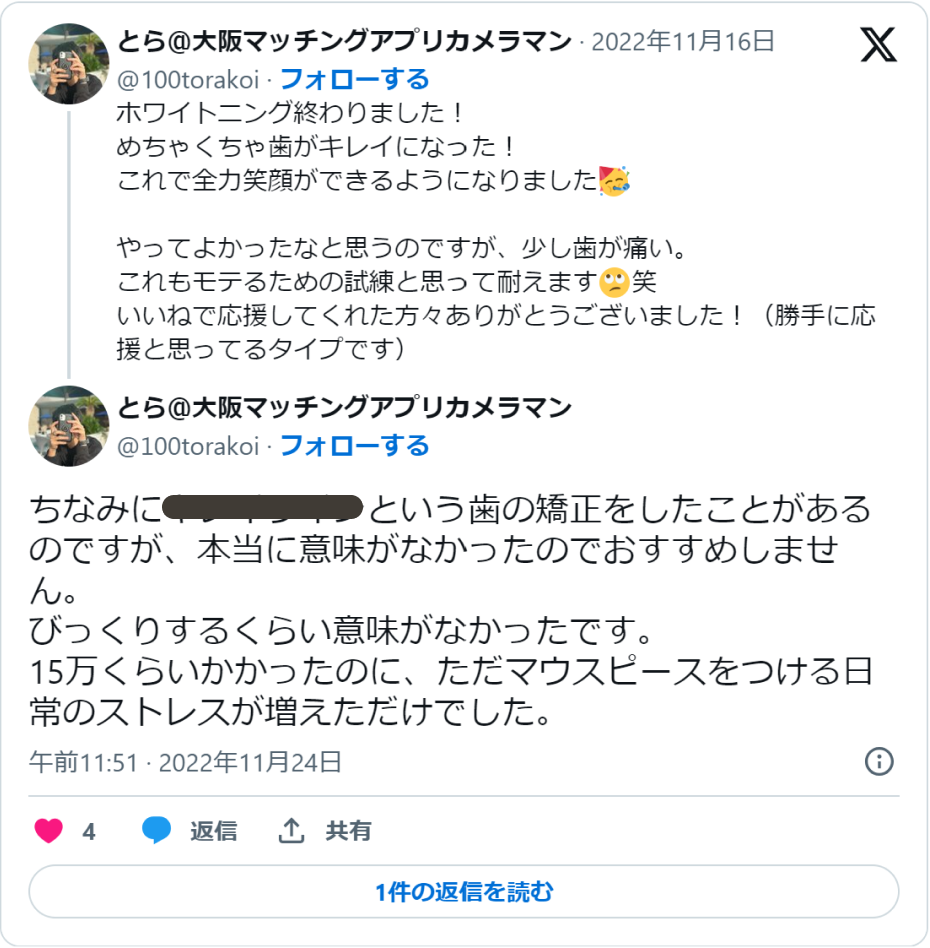 とら@大阪マッチングアプリカメラマン · 2022年11月16日
@100torakoi · フォローする
ホワイトニング終わりました！
めちゃくちゃ歯がキレイになった！
これで全力笑顔ができるようになりました🥳
やってよかったなと思うのですが、少し歯が痛い。
これもモテるための試練と思って耐えます🙄笑
いいねで応援してくれた方々ありがとうございました！（勝手に応
援と思ってるタイプです）
とら@大阪マッチングアプリカメラマン
@100torakoi · フォローする
ちなみに という歯の矯正をしたことがある
のですが、本当に意味がなかったのでおすすめしませ
ん。
びっくりするくらい意味がなかったです。
15万くらいかかったのに、ただマウスピースをつける日
常のストレスが増えただけでした。
午前11:51 · 2022年11月24日
4 返信 共有
1件の返信を読む